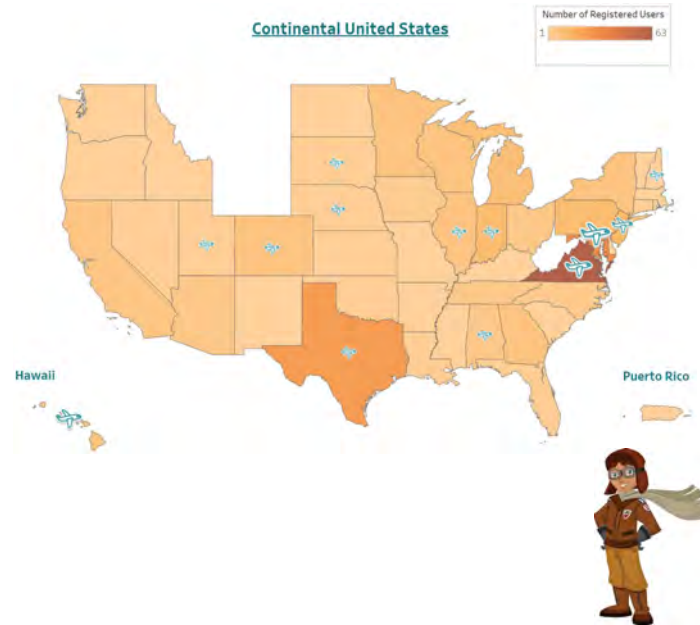 Number of Registered Users
1 63
Continental United States
Hawaii
Puerto Rico